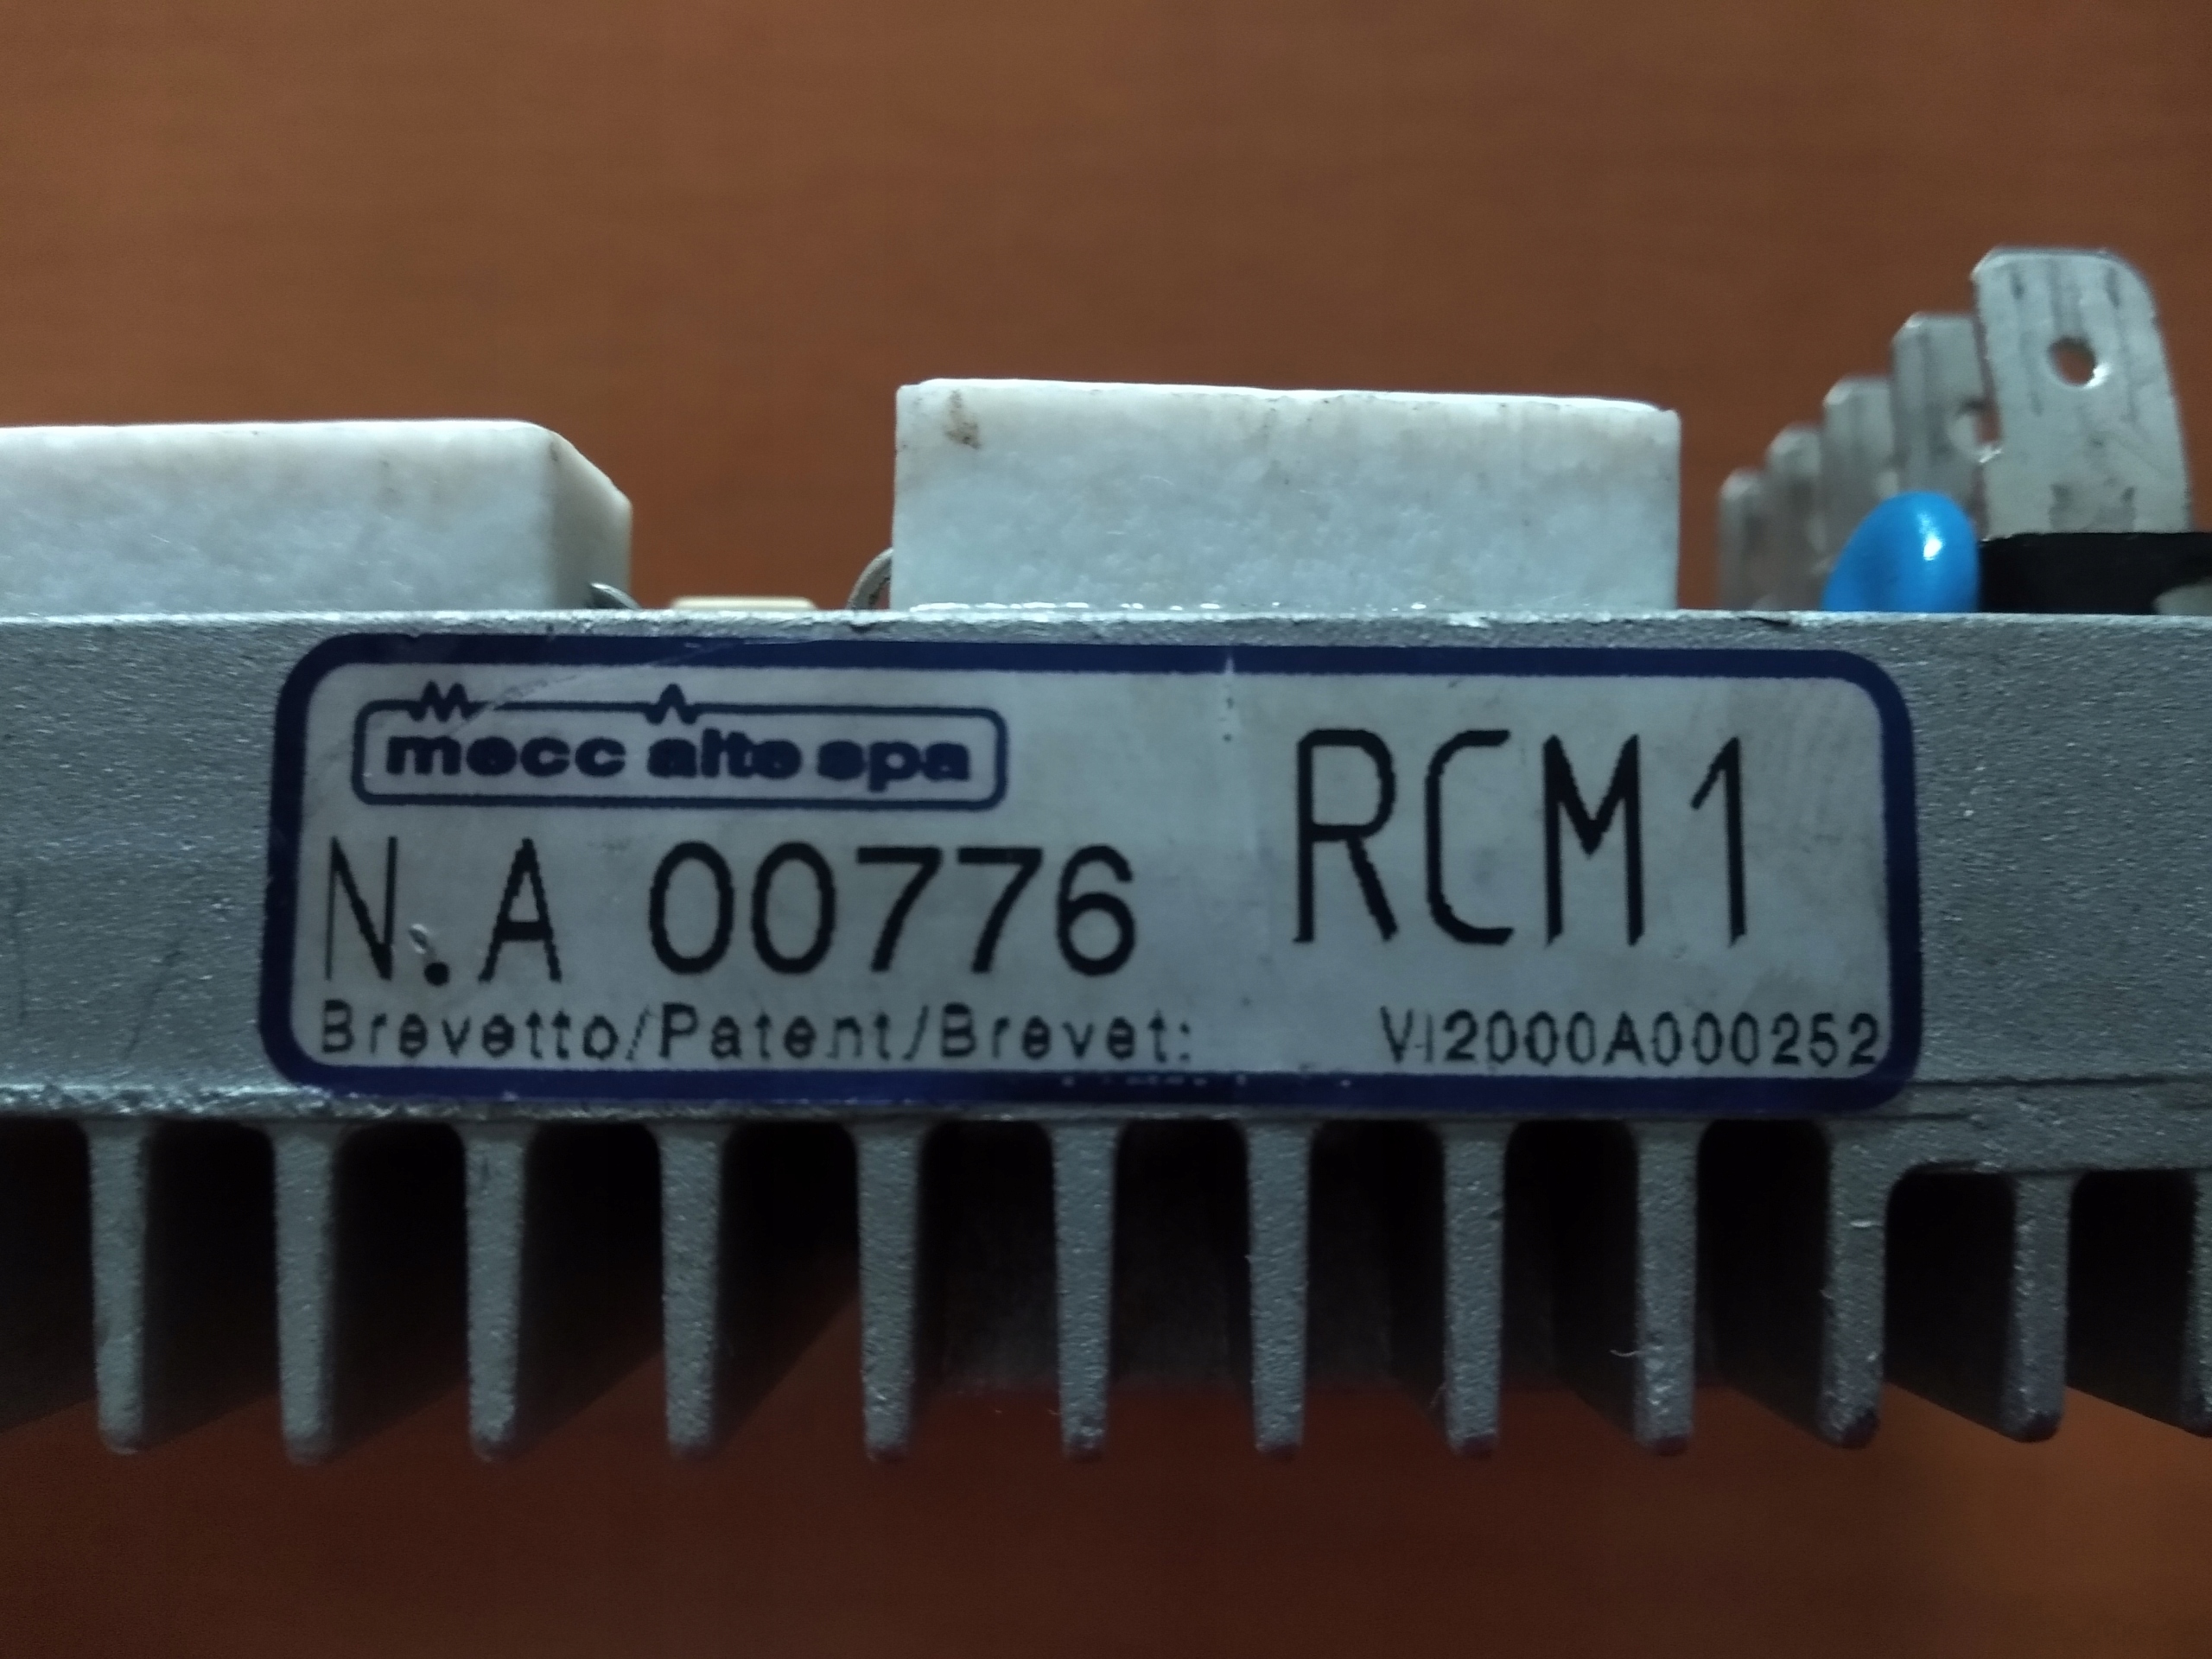 mecc alte spa
RCM1
N.A 00776
Brevetto/Patent/Brevet: VI2000A000252